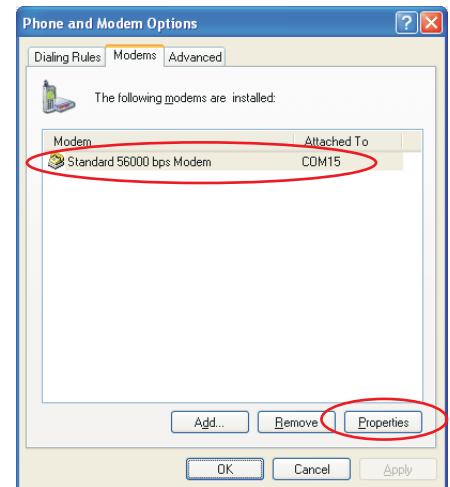 Phone and Modem Options
Dialing Rules Modems Advanced
The following modems are installed:
Modem Attached To
Standard 56000 bps Modem COM15
Add... Remove Properties
OK Cancel Apply